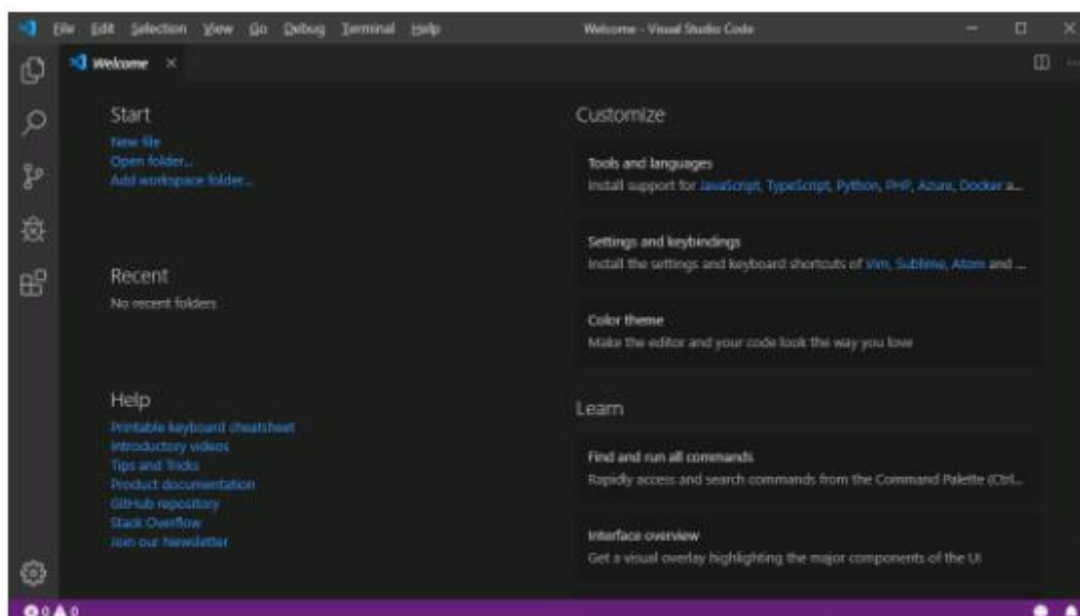 File Edit Selection View Go Debug Terminal Help
Welcome - Visual Studio Code
Welcome
Start
New file
Open folder...
Add workspace folder...
Recent
No recent folders
Help
Printable keyboard cheatsheet
Introductory videos
Tips and Tricks
Product documentation
GitHub repository
Stack Overflow
Join our Newsletter
Customize
Tools and languages
Install support for JavaScript, TypeScript, Python, PHP, Azure, Docker a...
Settings and keybindings
Install the settings and keyboard shortcuts of Vim, Sublime, Atom and ...
Color theme
Make the editor and your code look the way you love
Learn
Find and run all commands
Rapidly access and search commands from the Command Palette (Ctrl...
Interface overview
Get a visual overlay highlighting the major components of the UI
0 0